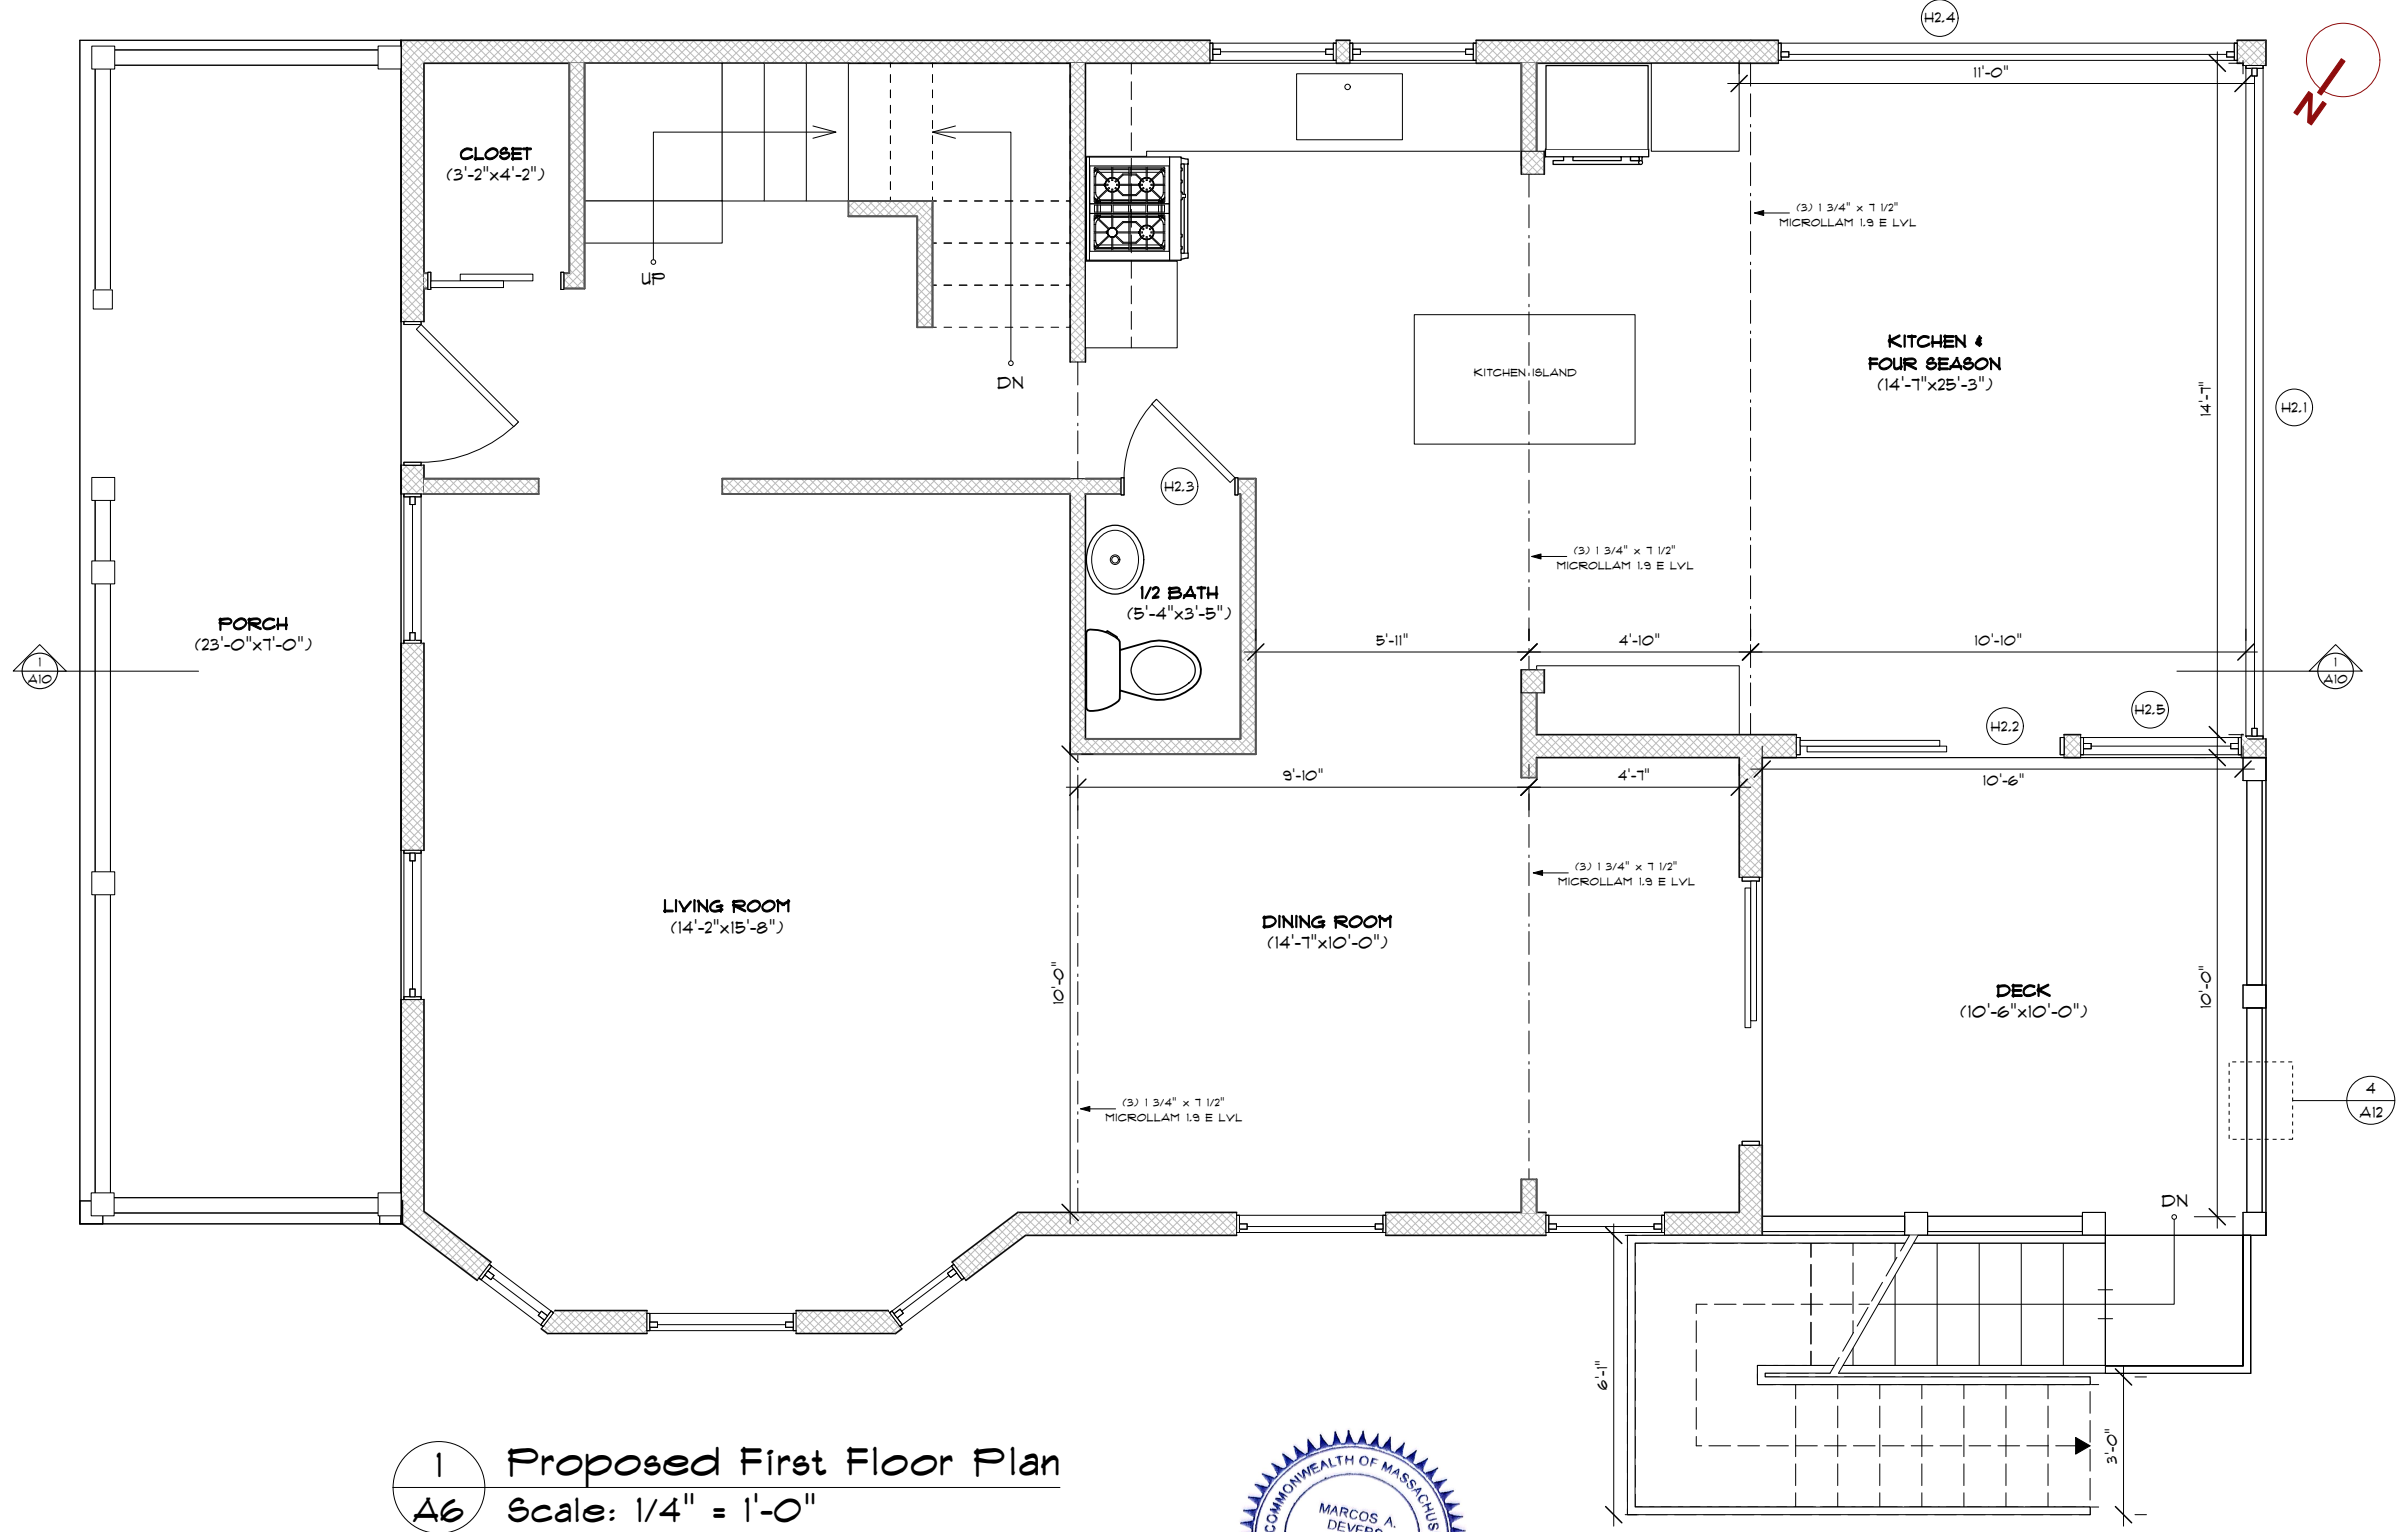 H2.4
N
11'-0"
CLOSET
(3'-2"x4'-2")
UP
DN
(3) 1 3/4" x 7 1/2"
MICROLLAM 1.9 E LVL
KITCHEN ISLAND
KITCHEN &
FOUR SEASON
(14'-7"x25'-3")
14'-7"
H2.1
H2.3
(3) 1 3/4" x 7 1/2"
MICROLLAM 1.9 E LVL
1/2 BATH
(5'-4"x3'-5")
PORCH
(23'-0"x7'-0")
1
A10
5'-11"
4'-10"
10'-10"
1
A10
H2.2
H2.5
9'-10"
4'-7"
10'-6"
(3) 1 3/4" x 7 1/2"
MICROLLAM 1.9 E LVL
LIVING ROOM
(14'-2"x15'-8")
DINING ROOM
(14'-7"x10'-0")
10'-0"
DECK
(10'-6"x10'-0")
10'-0"
(3) 1 3/4" x 7 1/2"
MICROLLAM 1.9 E LVL
4
A12
DN
6'-1"
3'-0"
1
A6
Proposed First Floor Plan
Scale: 1/4" = 1'-0"
COMMONWEALTH OF MASSACHUS
MARCOS A.
DEVERS